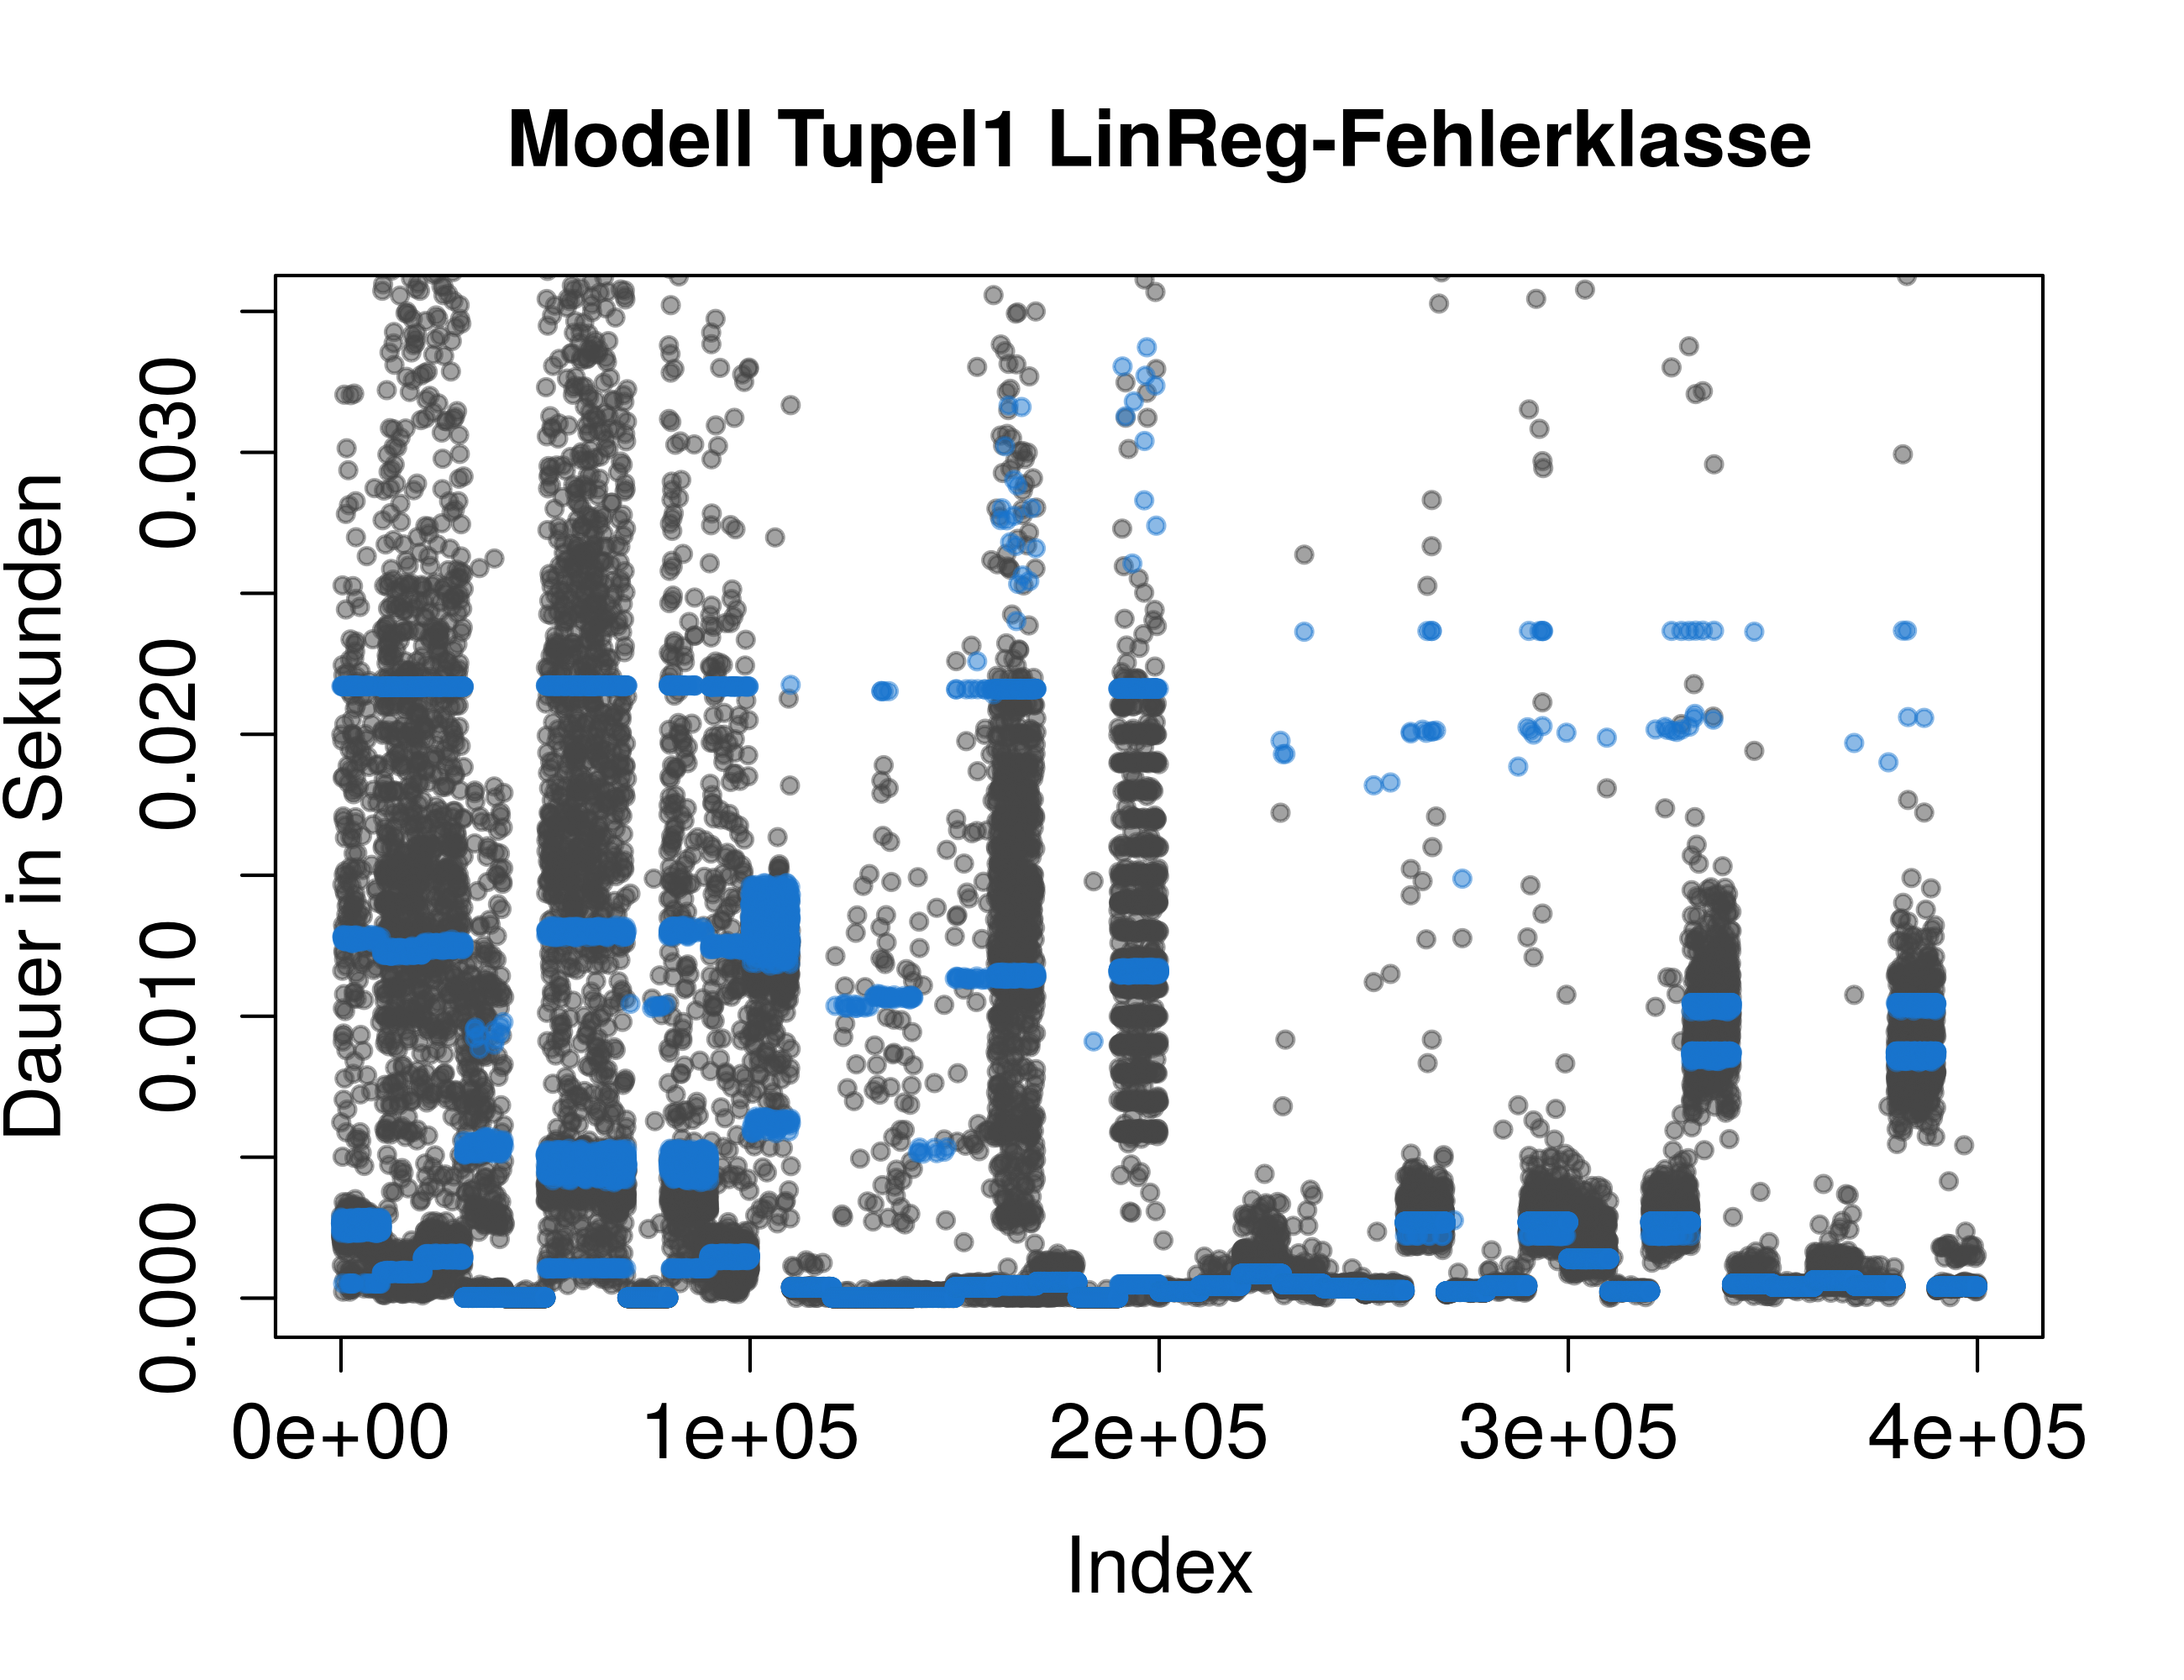 Modell Tupel1 LinReg-Fehlerklasse
Dauer in Sekunden
0.030
0.020
0.010
0.000
0e+00 1e+05 2e+05 3e+05 4e+05
Index